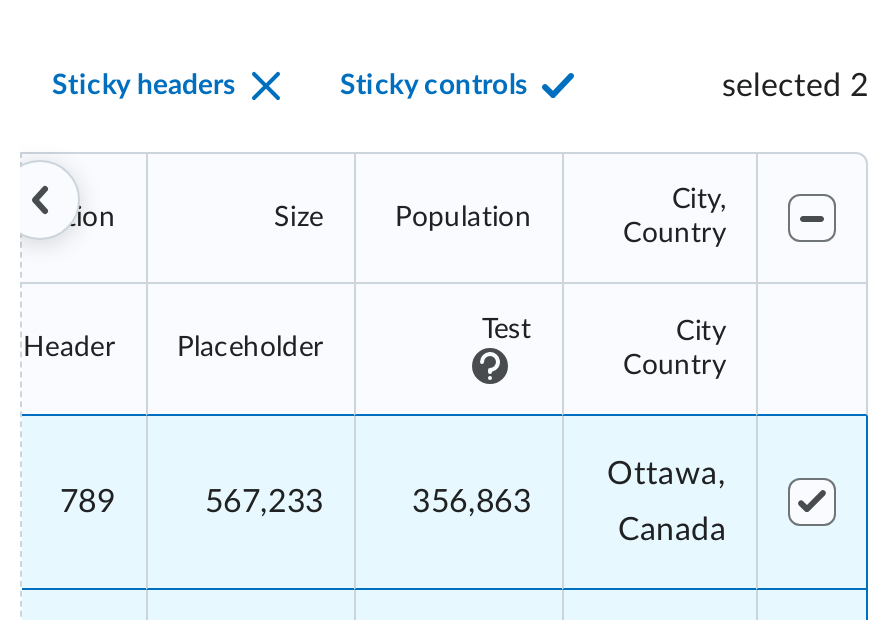 Sticky headers Sticky controls selected 2
Size Population City, Country
Header Placeholder Test City Country
789 567,233 356,863 Ottawa, Canada